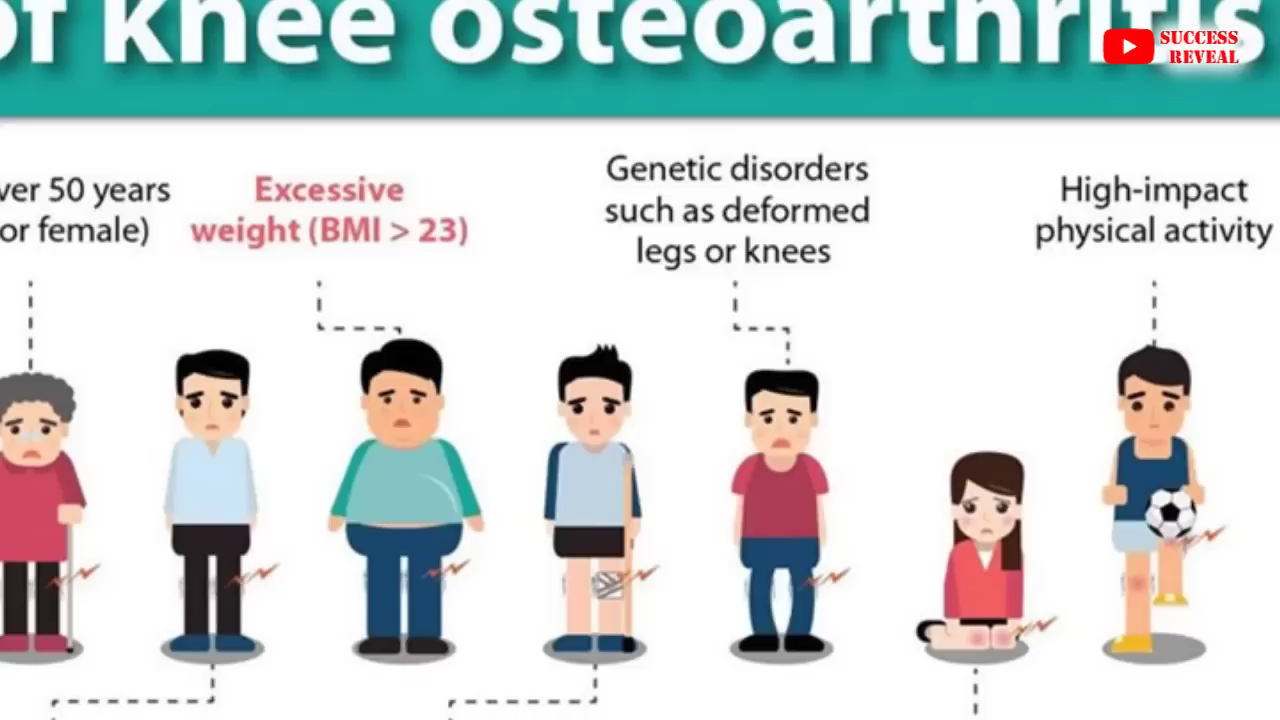 of knee osteoarthritis
SUCCESS
REVEAL
ver 50 years
or female)
Excessive
weight (BMI > 23)
Genetic disorders
such as deformed
legs or knees
High-impact
physical activity